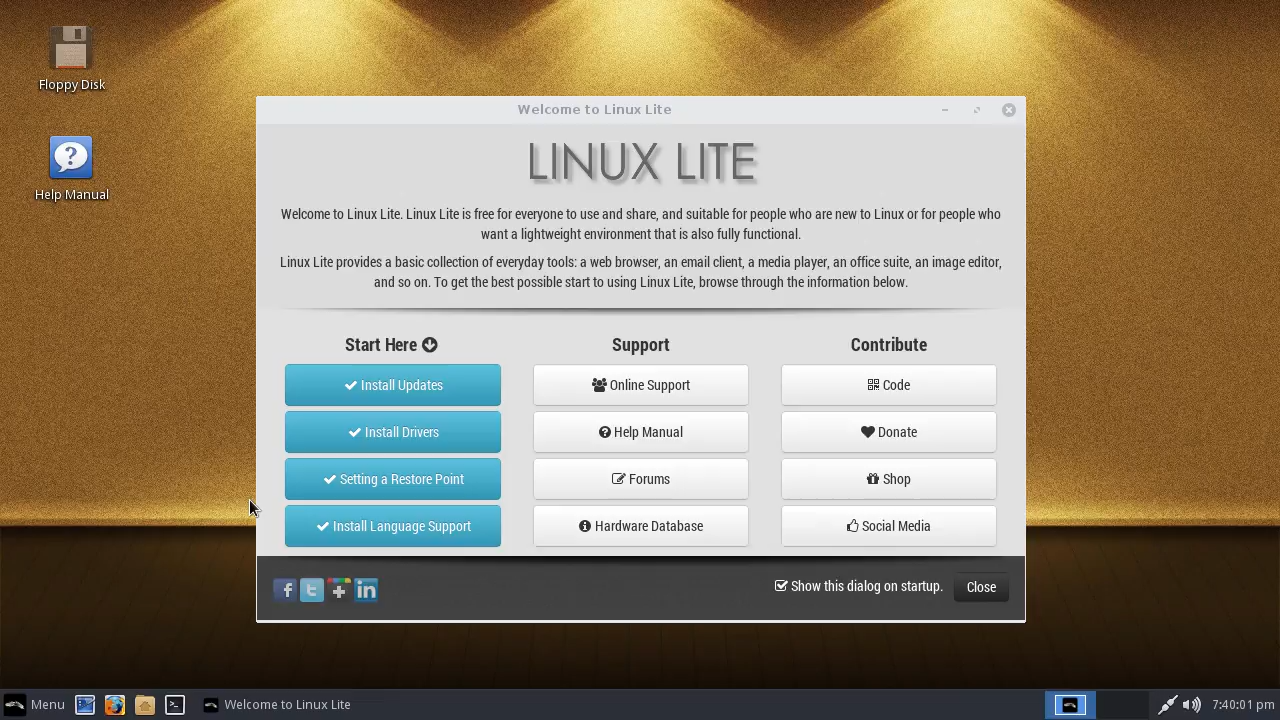 Floppy Disk
Help Manual
Welcome to Linux Lite
LINUX LITE
Welcome to Linux Lite. Linux Lite is free for everyone to use and share, and suitable for people who are new to Linux or for people who
want a lightweight environment that is also fully functional.
Linux Lite provides a basic collection of everyday tools: a web browser, an email client, a media player, an office suite, an image editor,
and so on. To get the best possible start to using Linux Lite, browse through the information below.
Start Here
Install Updates
Install Drivers
Setting a Restore Point
Install Language Support
Support
Online Support
Help Manual
Forums
Hardware Database
Contribute
Code
Donate
Shop
Social Media
Show this dialog on startup.
Close
Menu
Welcome to Linux Lite
7:40:01 pm